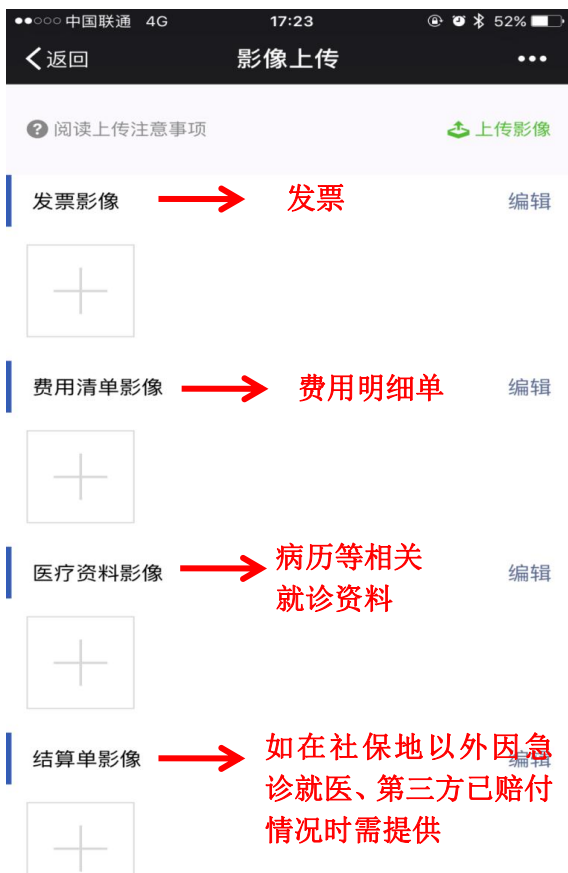 中国联通 4G 17:23 52%
返回 影像上传
阅读上传注意事项 上传影像
发票影像 发票 编辑
费用清单影像 费用明细单 编辑
医疗资料影像 病历等相关 编辑
就诊资料
结算单影像 如在社保地以外因急 编辑
诊就医、第三方已赔付
情况时需提供